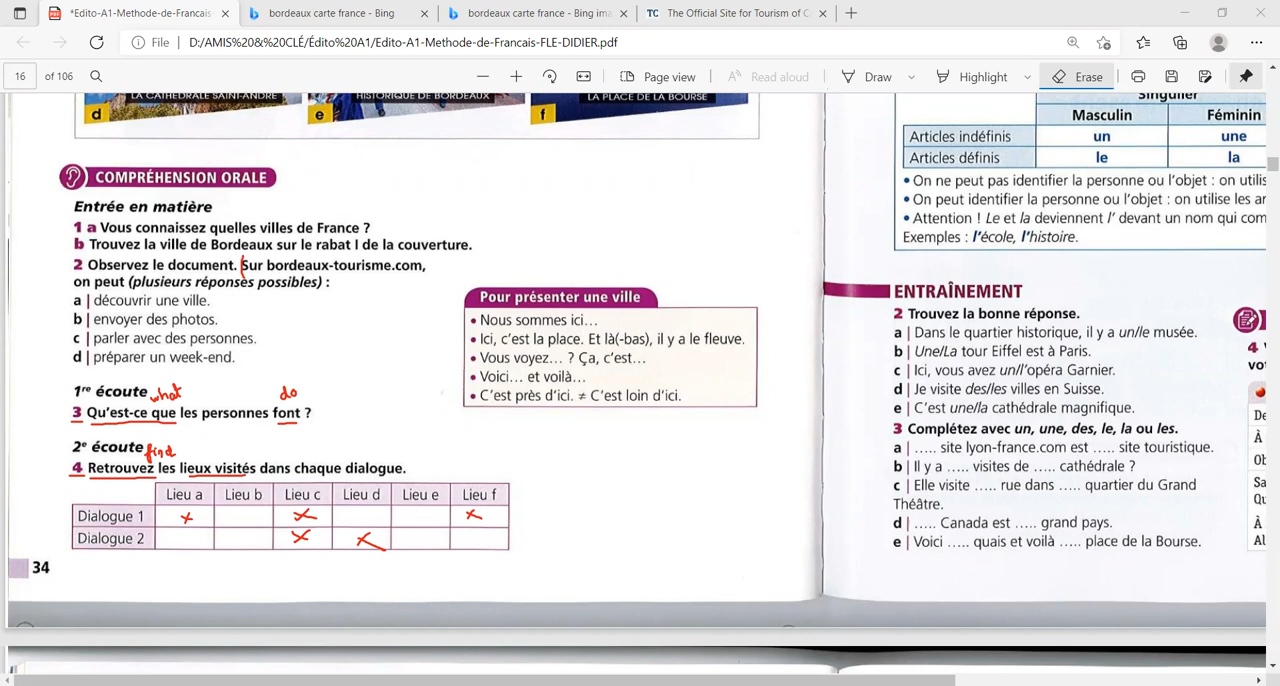 *Edito-A1-Methode-de-Francais-
bordeaux carte france - Bing
bordeaux carte france - Bing ima
TC The Official Site for Tourism of C
File D:/AMIS%20&%20CLÉ/Édito%20A1/Edito-A1-Methode-de-Francais-FLE-DIDIER.pdf
16 of 106 Page view Read aloud Draw Highlight Erase
LA CATHÉDRALE SAINT-ANDRÉ HISTORIQUE DE BORDEAUX LA PLACE DE LA BOURSE
d e f
COMPRÉHENSION ORALE
Entrée en matière
1 a Vous connaissez quelles villes de France ?
b Trouvez la ville de Bordeaux sur le rabat I de la couverture.
2 Observez le document. Sur bordeaux-tourisme.com,
on peut (plusieurs réponses possibles) :
a | découvrir une ville.
b | envoyer des photos.
c | parler avec des personnes.
d | préparer un week-end.
1re écoute
what do
3 Qu'est-ce que les personnes font ?
2e écoute
find
4 Retrouvez les lieux visités dans chaque dialogue.
Lieu a Lieu b Lieu c Lieu d Lieu e Lieu f
Dialogue 1 x x x
Dialogue 2 x x
34
Pour présenter une ville
• Nous sommes ici...
• Ici, c'est la place. Et là(-bas), il y a le fleuve.
• Vous voyez... ? Ça, c'est...
• Voici... et voilà...
• C'est près d'ici. ≠ C'est loin d'ici.
Singulier
Masculin Féminin
Articles indéfinis un une
Articles définis le la
• On ne peut pas identifier la personne ou l'objet : on utilis
• On peut identifier la personne ou l'objet : on utilise les ar
• Attention ! Le et la deviennent l' devant un nom qui com
Exemples : l'école, l'histoire.
ENTRAÎNEMENT
2 Trouvez la bonne réponse.
a | Dans le quartier historique, il y a un/le musée.
b | Une/La tour Eiffel est à Paris.
c | Ici, vous avez un/l'opéra Garnier.
d | Je visite des/les villes en Suisse.
e | C'est une/la cathédrale magnifique.
3 Complétez avec un, une, des, le, la ou les.
a | ..... site lyon-france.com est ..... site touristique.
b | Il y a ..... visites de ..... cathédrale ?
c | Elle visite ..... rue dans ..... quartier du Grand
Théâtre.
d | ..... Canada est ..... grand pays.
e | Voici ..... quais et voilà ..... place de la Bourse.
4 V
vot
De
À
Ob
Sa
Qu
À
Al